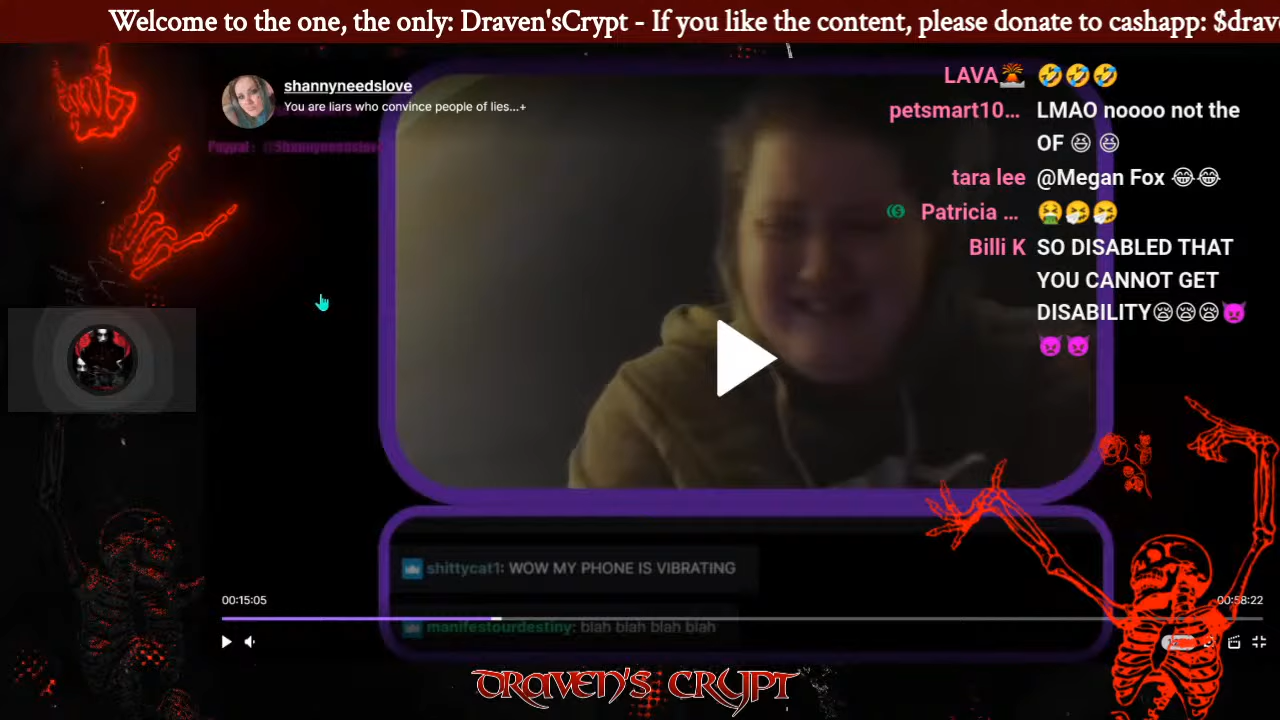 Welcome to the one, the only: Draven'sCrypt - If you like the content, please donate to cashapp: $drav
shannyneedslove
You are liars who convince people of lies...+
Paypal : @Shannyneedslove
LAVA🌋 🤣🤣🤣
petsmart10… LMAO noooo not the
OF 😆 😆
tara lee @Megan Fox 😂😂
Patricia … 🤮🤧🤧
Billi K SO DISABLED THAT
YOU CANNOT GET
DISABILITY😢😢😢👿
👿👿
shittycat1: WOW MY PHONE IS VIBRATING
00:15:05
00:58:22
manifestourdestiny: blah blah blah blah
DRAVEN'S CRYPT